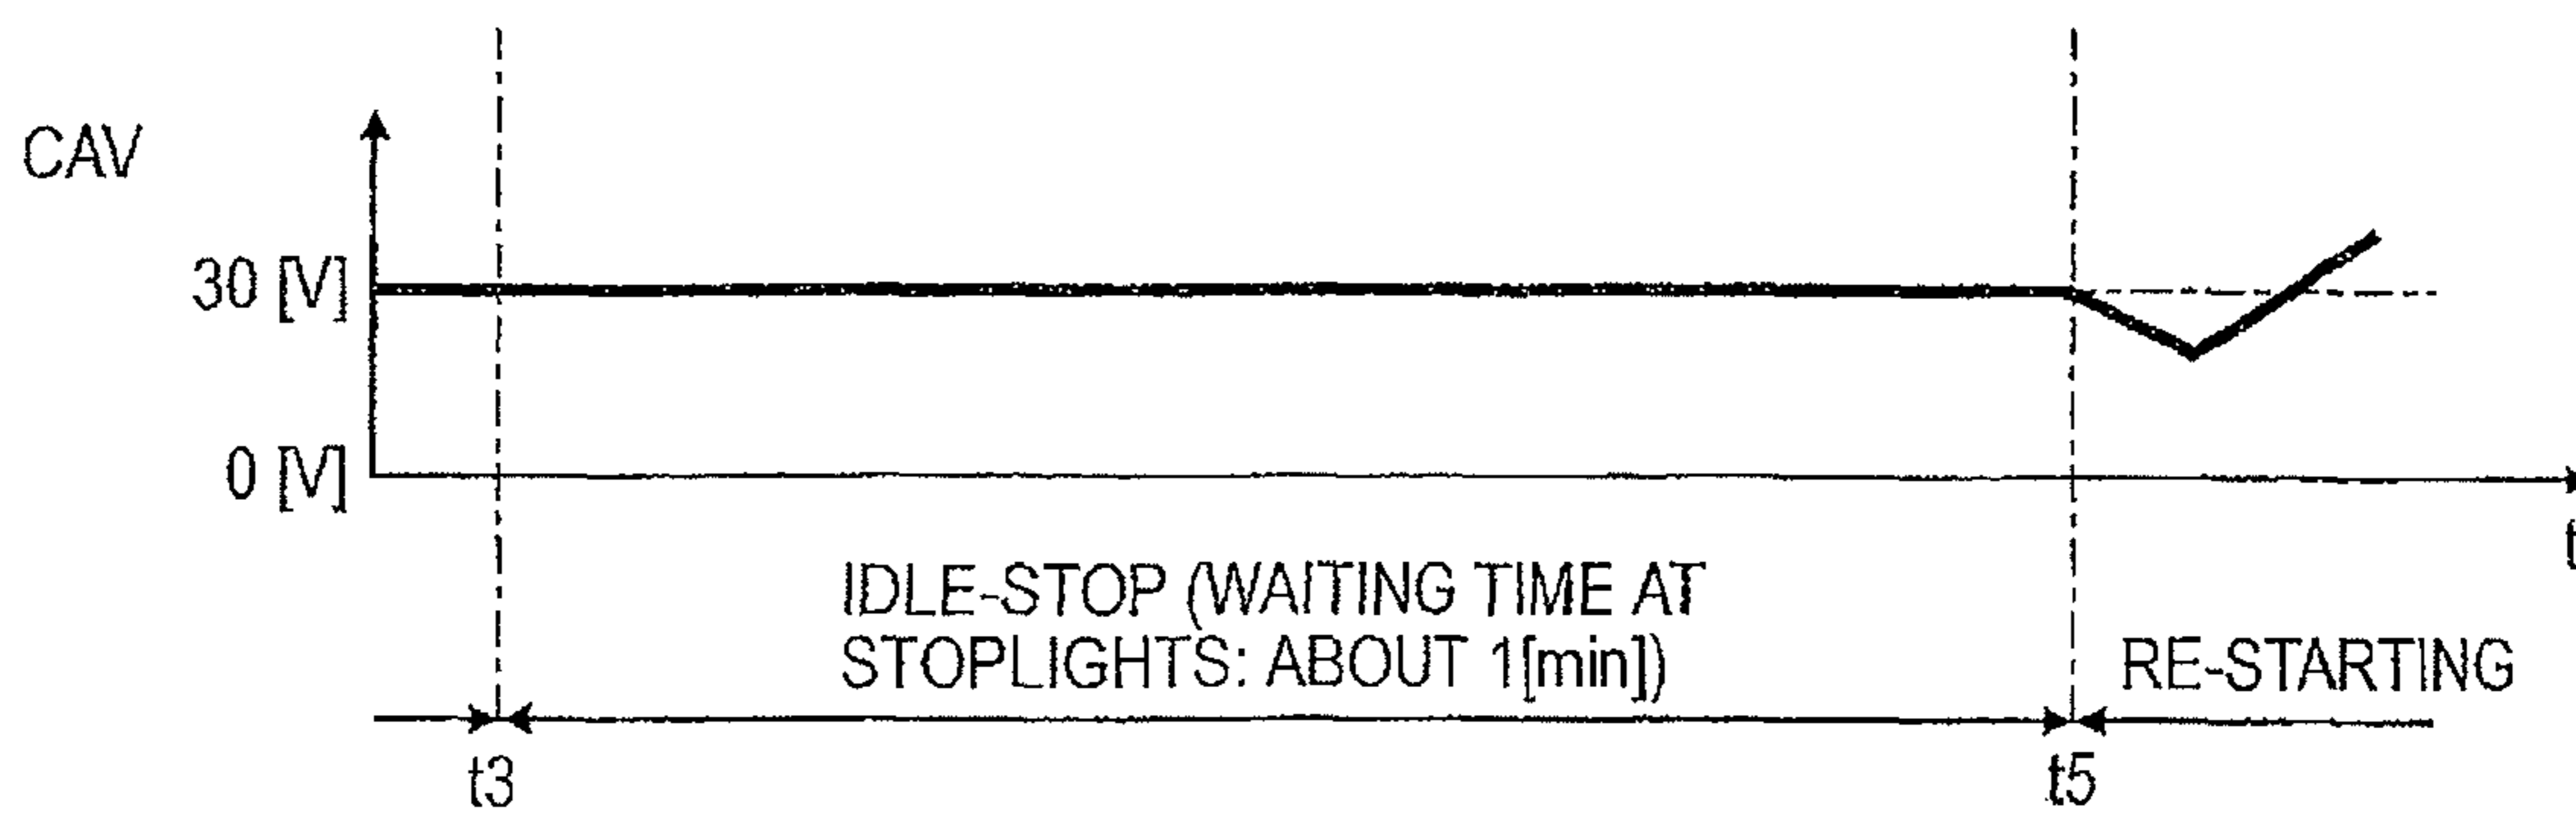 CAV
30 [V]
0 [V]
t
IDLE-STOP (WAITING TIME AT
STOPLIGHTS: ABOUT 1[min])
RE-STARTING
t3
t5